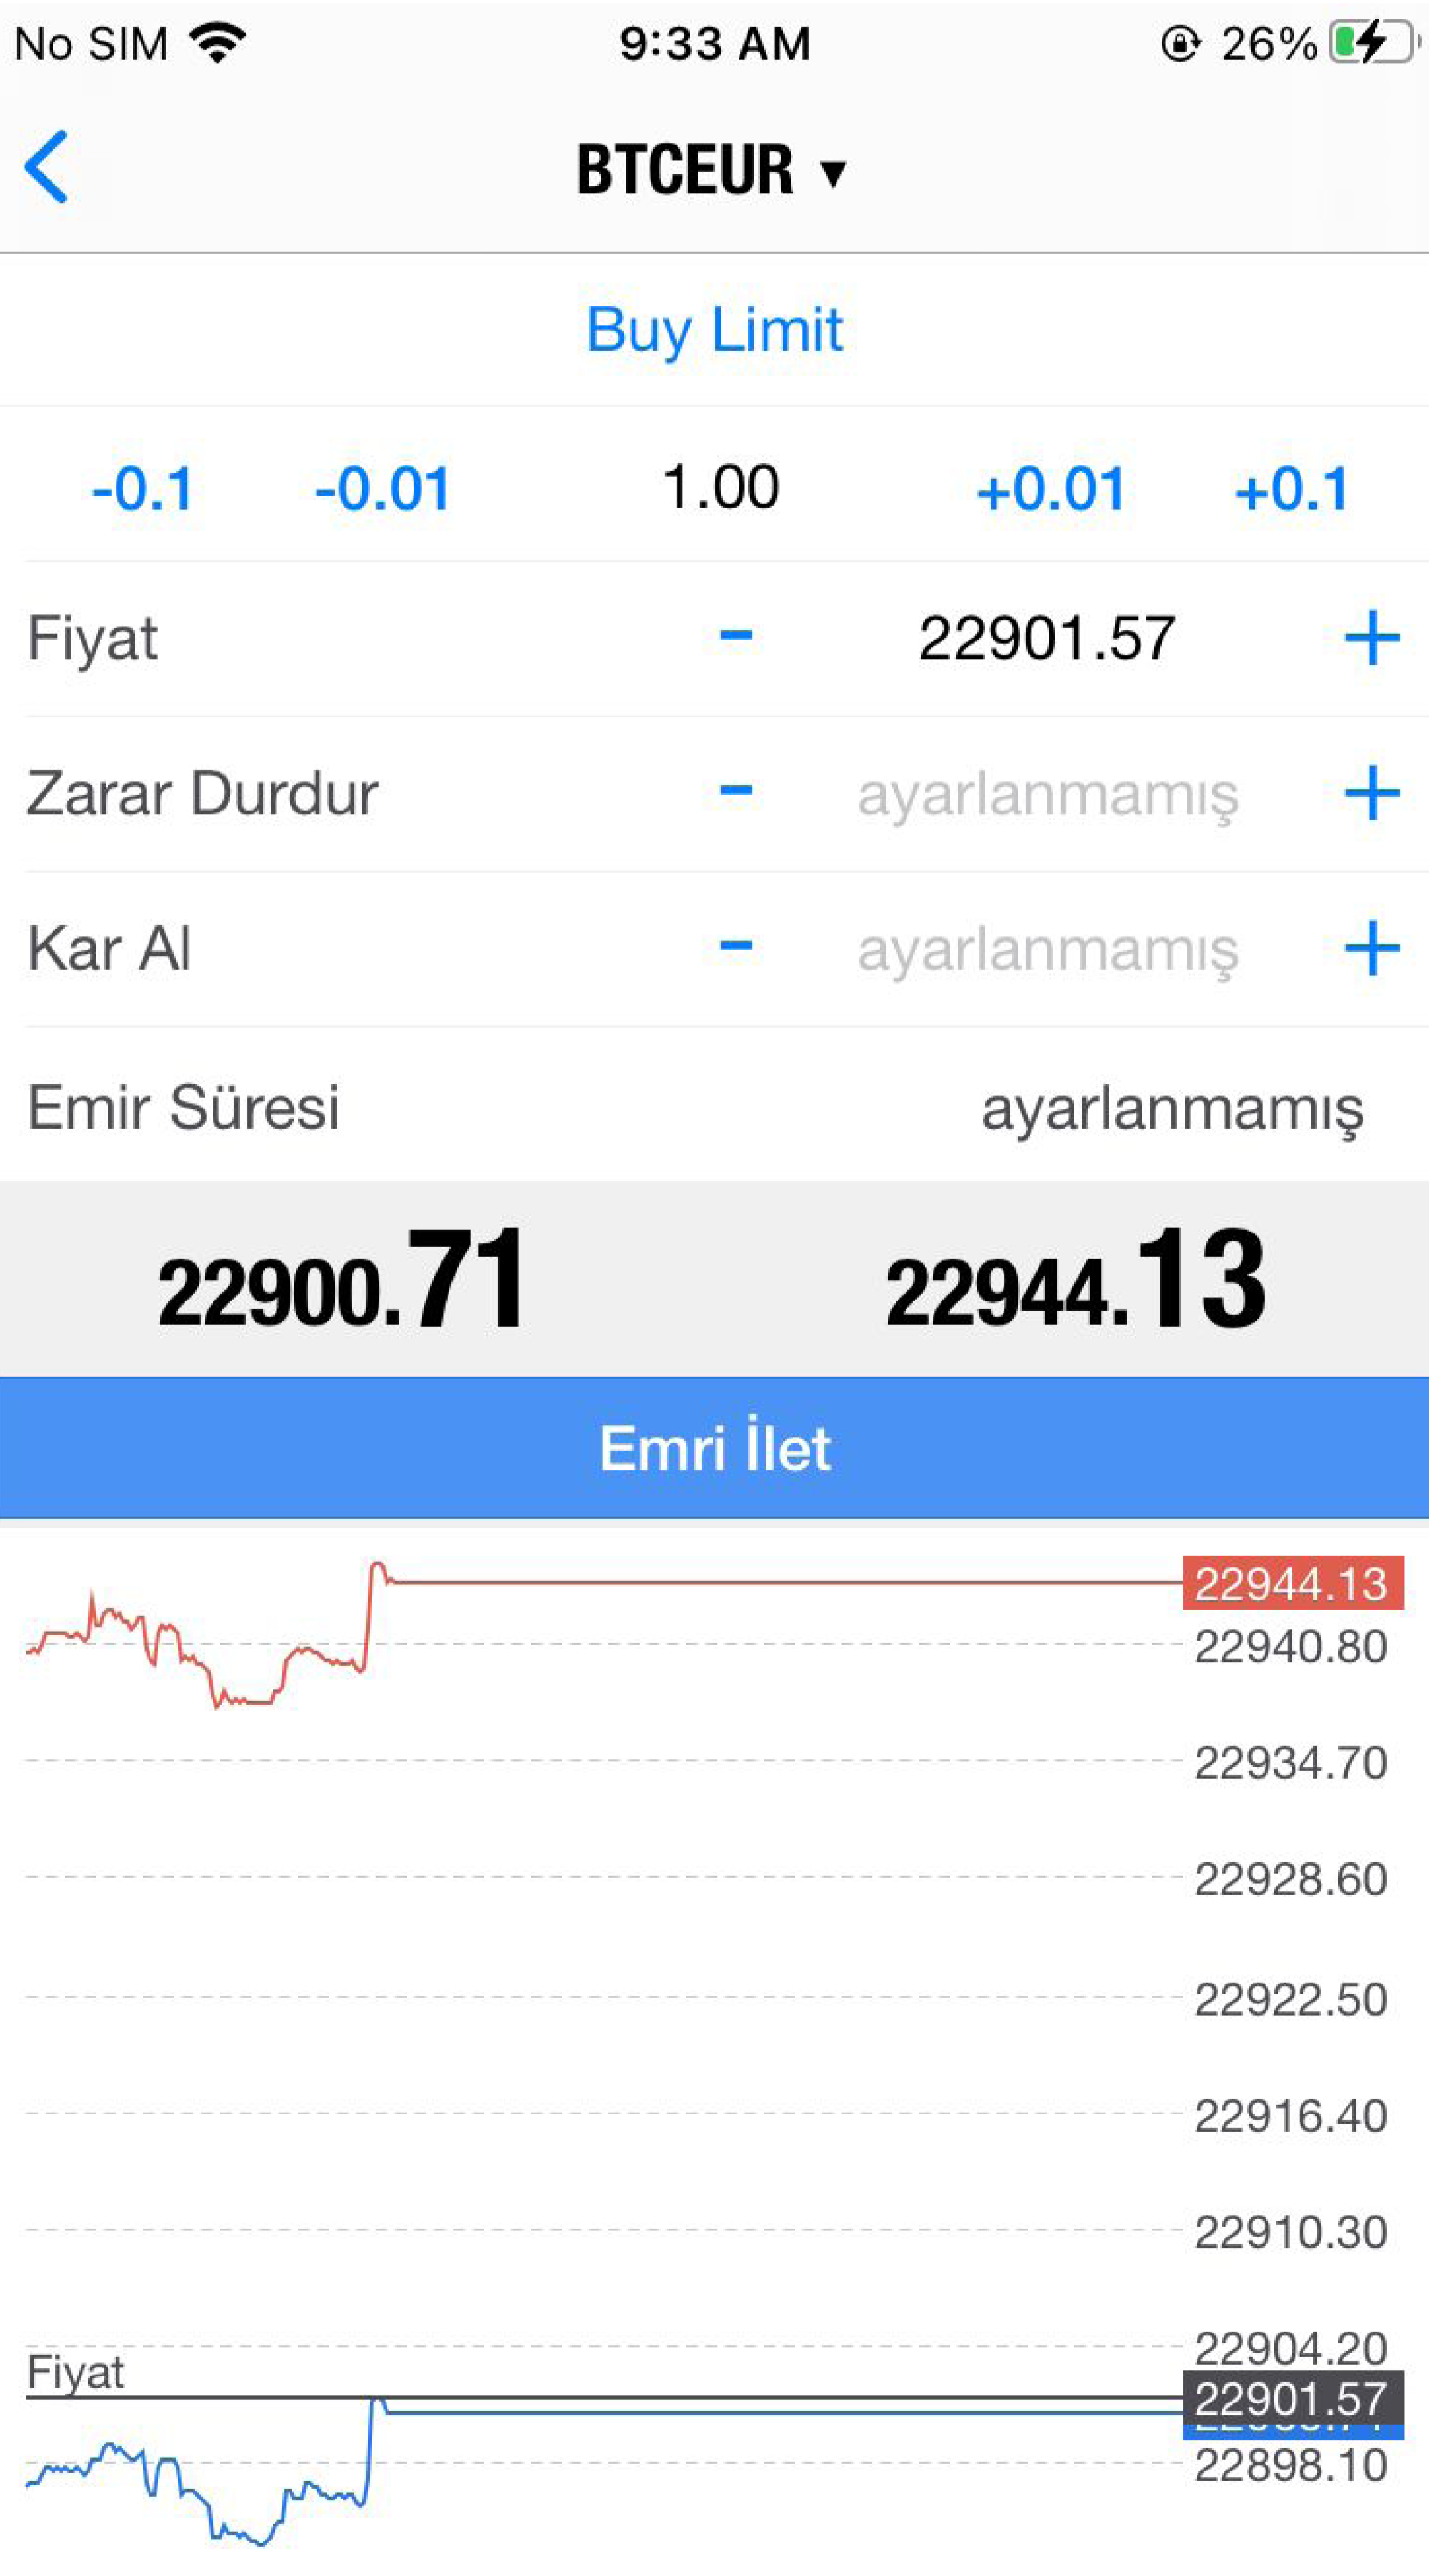 No SIM 9:33 AM 26%
BTCEUR ▼
Buy Limit
-0.1 -0.01 1.00 +0.01 +0.1
Fiyat - 22901.57 +
Zarar Durdur - ayarlanmamış +
Kar Al - ayarlanmamış +
Emir Süresi ayarlanmamış
22900.71 22944.13
Emri İlet
22944.13
22940.80
22934.70
22928.60
22922.50
22916.40
22910.30
22904.20
Fiyat
22901.57
22898.10